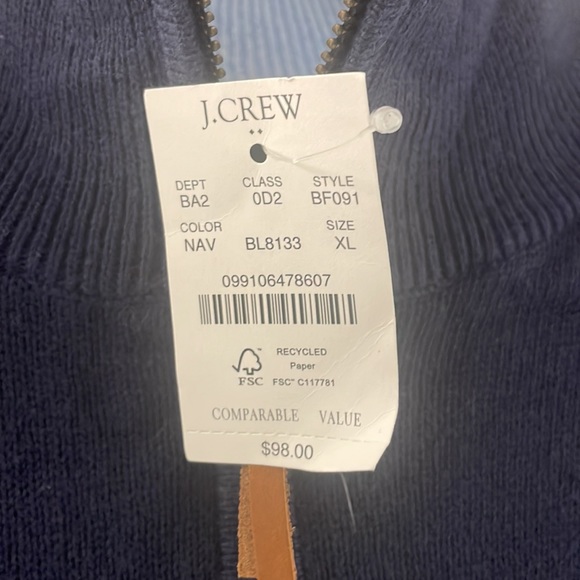 J.CREW
DEPT CLASS STYLE
BA2 0D2 BF091
COLOR SIZE
NAV BL8133 XL
099106478607
RECYCLED
Paper
FSC™ C117781
FSC
COMPARABLE VALUE
$98.00